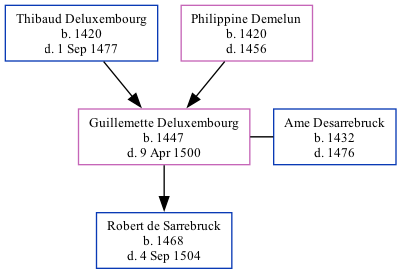 Thibaud Deluxembourg
b. 1420
d. 1 Sep 1477
Philippine Demelun
b. 1420
d. 1456
Guillemette Deluxembourg
b. 1447
d. 9 Apr 1500
Ame Desarrebruck
b. 1432
d. 1476
Robert de Sarrebruck
b. 1468
d. 4 Sep 1504